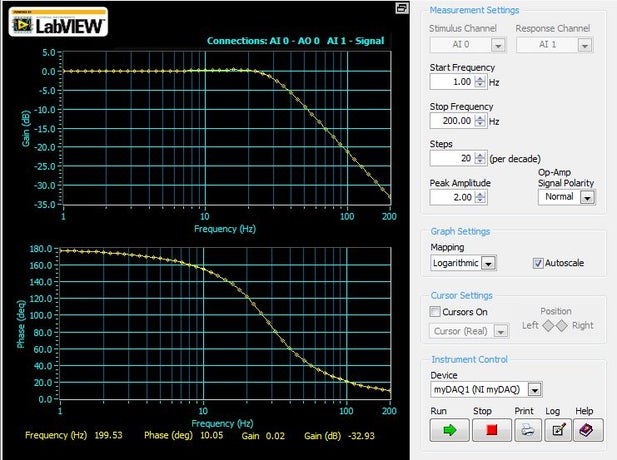 POWERED BY
LabVIEW™
Connections: AI 0 - AO 0 AI 1 - Signal
5.0
0.0
-5.0
-10.0
-15.0
-20.0
-25.0
-30.0
-35.0
Gain (dB)
1 10 100 200
Frequency (Hz)
180.0
160.0
140.0
120.0
100.0
80.0
60.0
40.0
20.0
0.0
Phase (deg)
1 10 100 200
Frequency (Hz)
Frequency (Hz) 199.53 Phase (deg) 10.05 Gain 0.02 Gain (dB) -32.93
Measurement Settings
Stimulus Channel Response Channel
AI 0 AI 1
Start Frequency
1.00 Hz
Stop Frequency
200.00 Hz
Steps
20 (per decade)
Peak Amplitude
2.00
Op-Amp
Signal Polarity
Normal
Graph Settings
Mapping
Logarithmic Autoscale
Cursor Settings
Cursors On
Cursor (Real)
Position
Left Right
Instrument Control
Device
myDAQ1 (NI myDAQ)
Run Stop Print Log Help